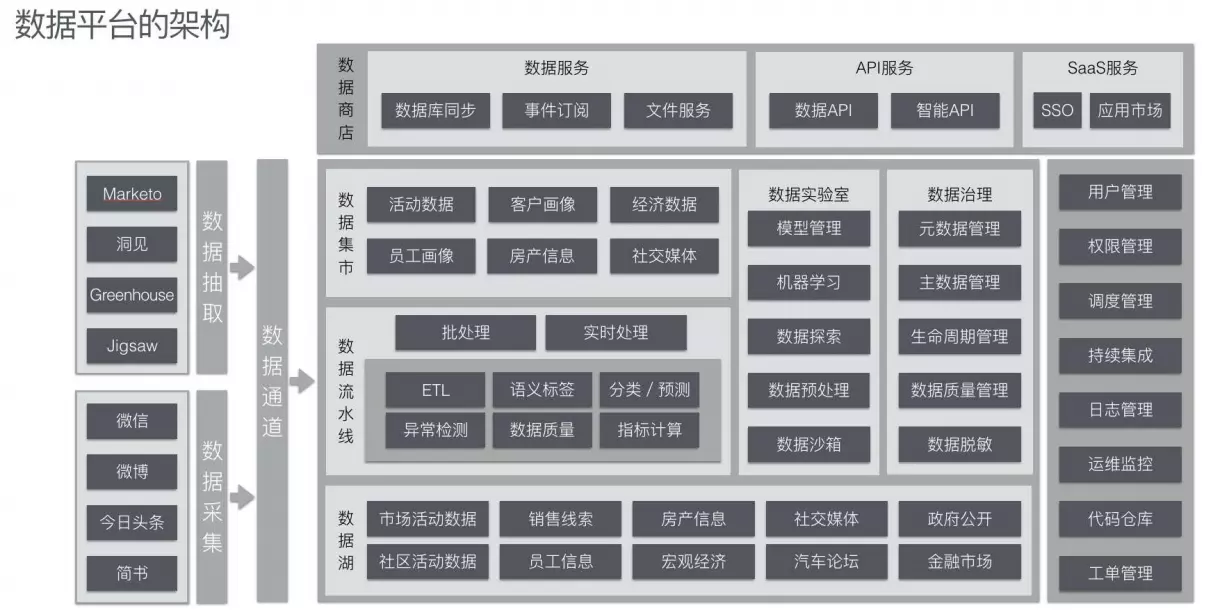 数据平台的架构
数据商店
数据服务
数据库同步
事件订阅
文件服务
API服务
数据API
智能API
SaaS服务
SSO
应用市场
Marketo
洞见
Greenhouse
Jigsaw
数据抽取
微信
微博
今日头条
简书
数据采集
数据通道
数据集市
活动数据
客户画像
经济数据
员工画像
房产信息
社交媒体
数据流水线
批处理
实时处理
ETL
语义标签
分类 / 预测
异常检测
数据质量
指标计算
数据实验室
模型管理
机器学习
数据探索
数据预处理
数据沙箱
数据治理
元数据管理
主数据管理
生命周期管理
数据质量管理
数据脱敏
数据湖
市场活动数据
销售线索
房产信息
社交媒体
政府公开
社区活动数据
员工信息
宏观经济
汽车论坛
金融市场
用户管理
权限管理
调度管理
持续集成
日志管理
运维监控
代码仓库
工单管理